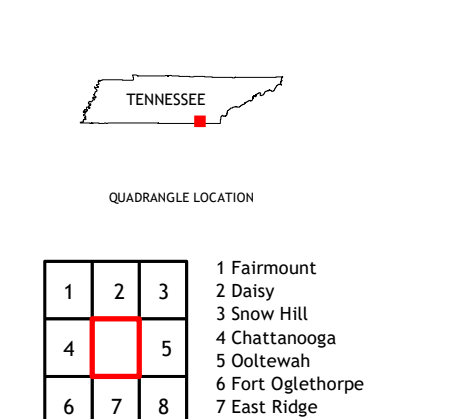 TENNESSEE
QUADRANGLE LOCATION
1 2 3
4 5
6 7 8
1 Fairmount
2 Daisy
3 Snow Hill
4 Chattanooga
5 Ooltewah
6 Fort Oglethorpe
7 East Ridge